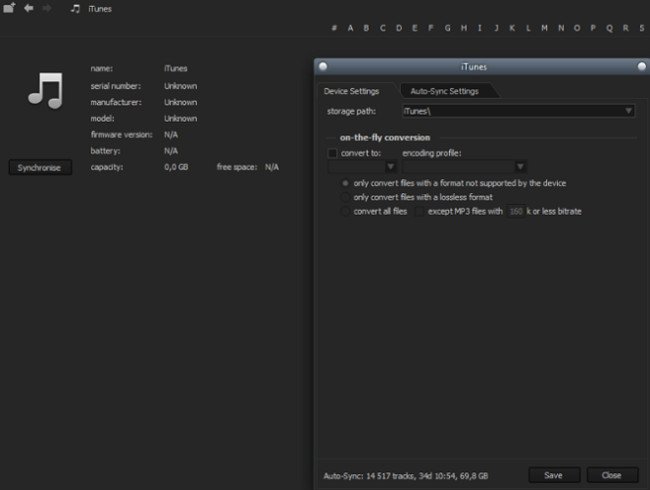 iTunes
# A B C D E F G H I J K L M N O P Q R S
name: iTunes
serial number: Unknown
manufacturer: Unknown
model: Unknown
firmware version: N/A
battery: N/A
Synchronise
capacity: 0,0 GB free space: N/A
iTunes
Device Settings Auto-Sync Settings
storage path: iTunes\
on-the-fly conversion
convert to: encoding profile:
only convert files with a format not supported by the device
only convert files with a lossless format
convert all files except MP3 files with 160 k or less bitrate
Auto-Sync: 14 517 tracks, 34d 10:54, 69,8 GB Save Close